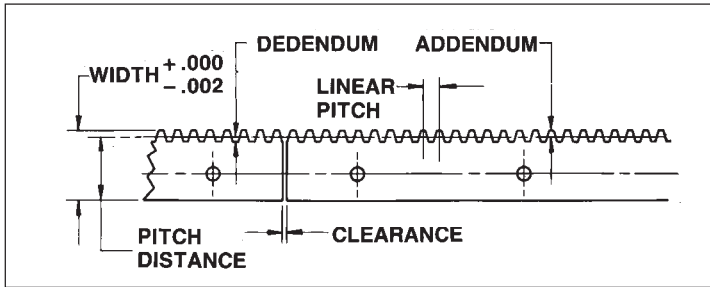 DEDENDUM
ADDENDUM
WIDTH +.000
-.002
LINEAR
PITCH
PITCH
DISTANCE
CLEARANCE